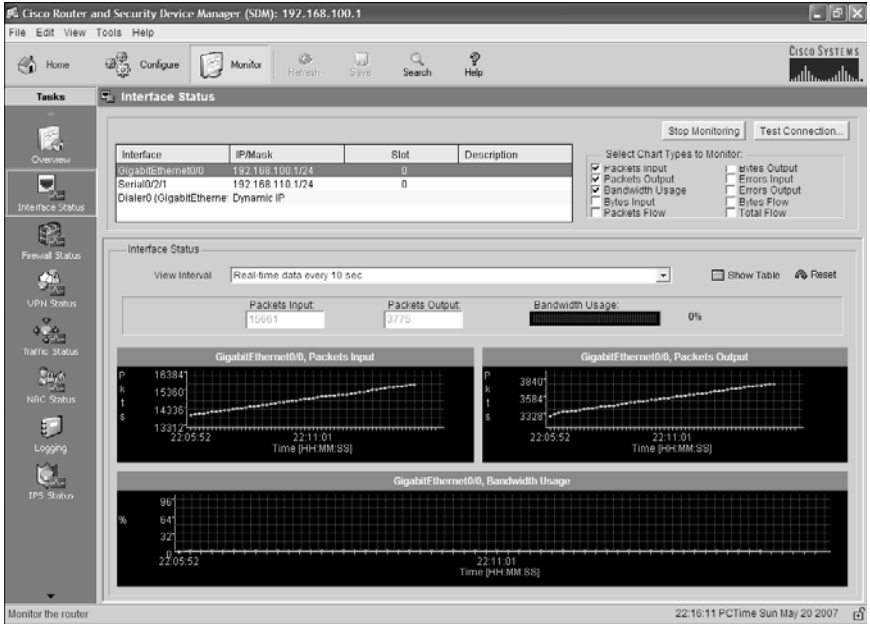 Cisco Router and Security Device Manager (SDM): 192.168.100.1
File Edit View Tools Help
Home Configure Monitor Refresh Save Search Help
CISCO SYSTEMS
Tasks
Interface Status
Overview
Interface Status
Firewall Status
VPN Status
Traffic Status
NAC Status
Logging
IPS Status
Stop Monitoring Test Connection...
Interface IP/Mask Slot Description
GigabitEthernet0/0 192.168.100.1/24 0
Serial0/2/1 192.168.110.1/24 0
Dialer0 (GigabitEtherne Dynamic IP
Select Chart Types to Monitor:
Packets Input Bytes Output
Packets Output Errors Input
Bandwidth Usage Errors Output
Bytes Input Bytes Flow
Packets Flow Total Flow
Interface Status
View Interval Real-time data every 10 sec Show Table Reset
Packets Input: Packets Output: Bandwidth Usage:
15661 3775 0%
GigabitEthernet0/0, Packets Input
Pkts
16384
15360
14336
13312
22:05:52 22:11:01
Time [HH:MM:SS]
GigabitEthernet0/0, Packets Output
Pkts
3840
3584
3328
22:05:52 22:11:01
Time [HH:MM:SS]
GigabitEthernet0/0, Bandwidth Usage
%
96
64
32
0
22:05:52 22:11:01
Time [HH:MM:SS]
Monitor the router 22:16:11 PCTime Sun May 20 2007